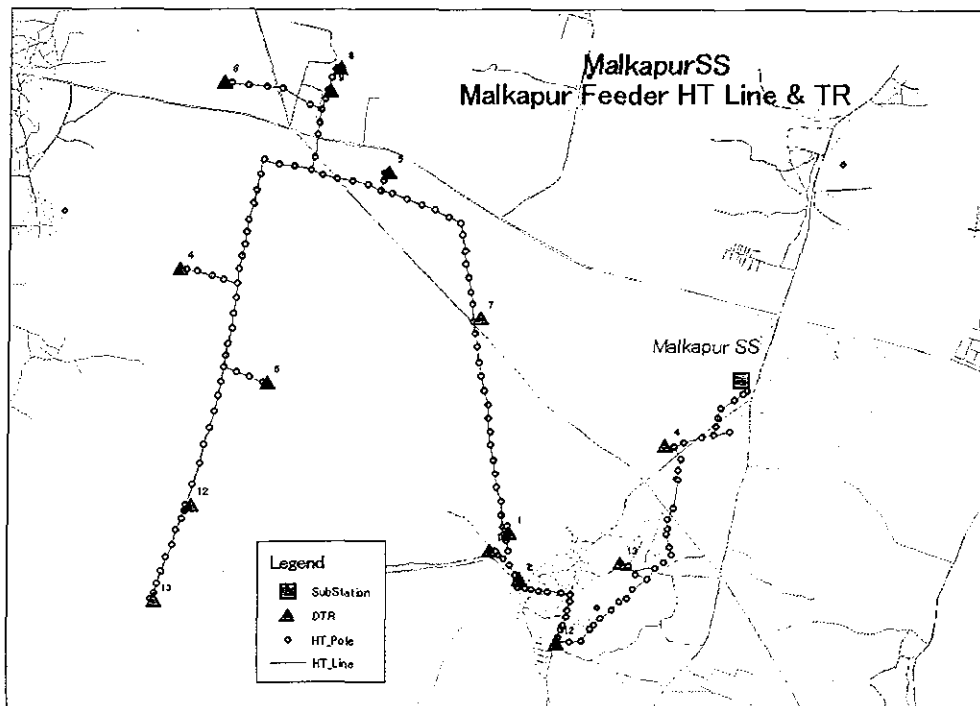 MalkapurSS
Malkapur Feeder HT Line & TR
8
6
5
4
7
Malkapur SS
4
6
12
1
13
2
13
12
Legend
SubStation
DTR
HT_Pole
HT_Line